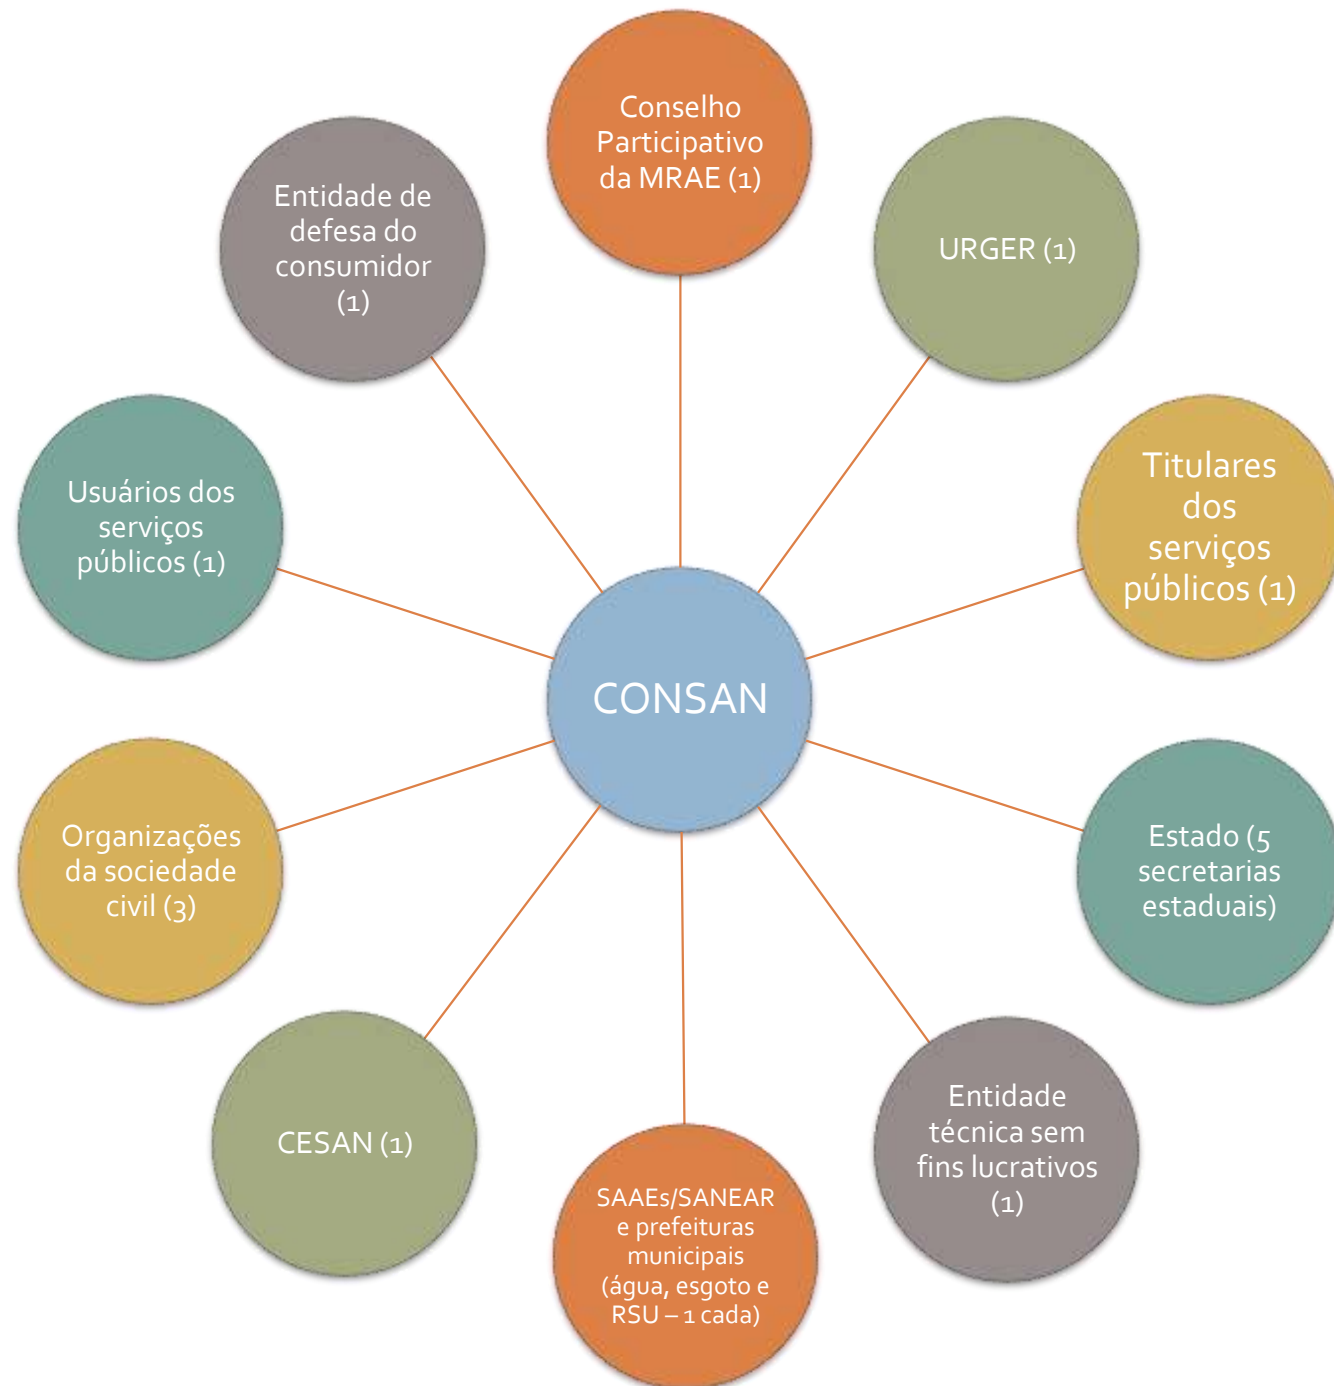 Conselho
Participativo
da MRAE (1)
URGER (1)
Titulares
dos
serviços
públicos (1)
Estado (5
secretarias
estaduais)
Entidade
técnica sem
fins lucrativos
(1)
SAAEs/SANEAR
e prefeituras
municipais
(água, esgoto e
RSU – 1 cada)
CESAN (1)
Organizações
da sociedade
civil (3)
Usuários dos
serviços
públicos (1)
Entidade de
defesa do
consumidor
(1)
CONSAN